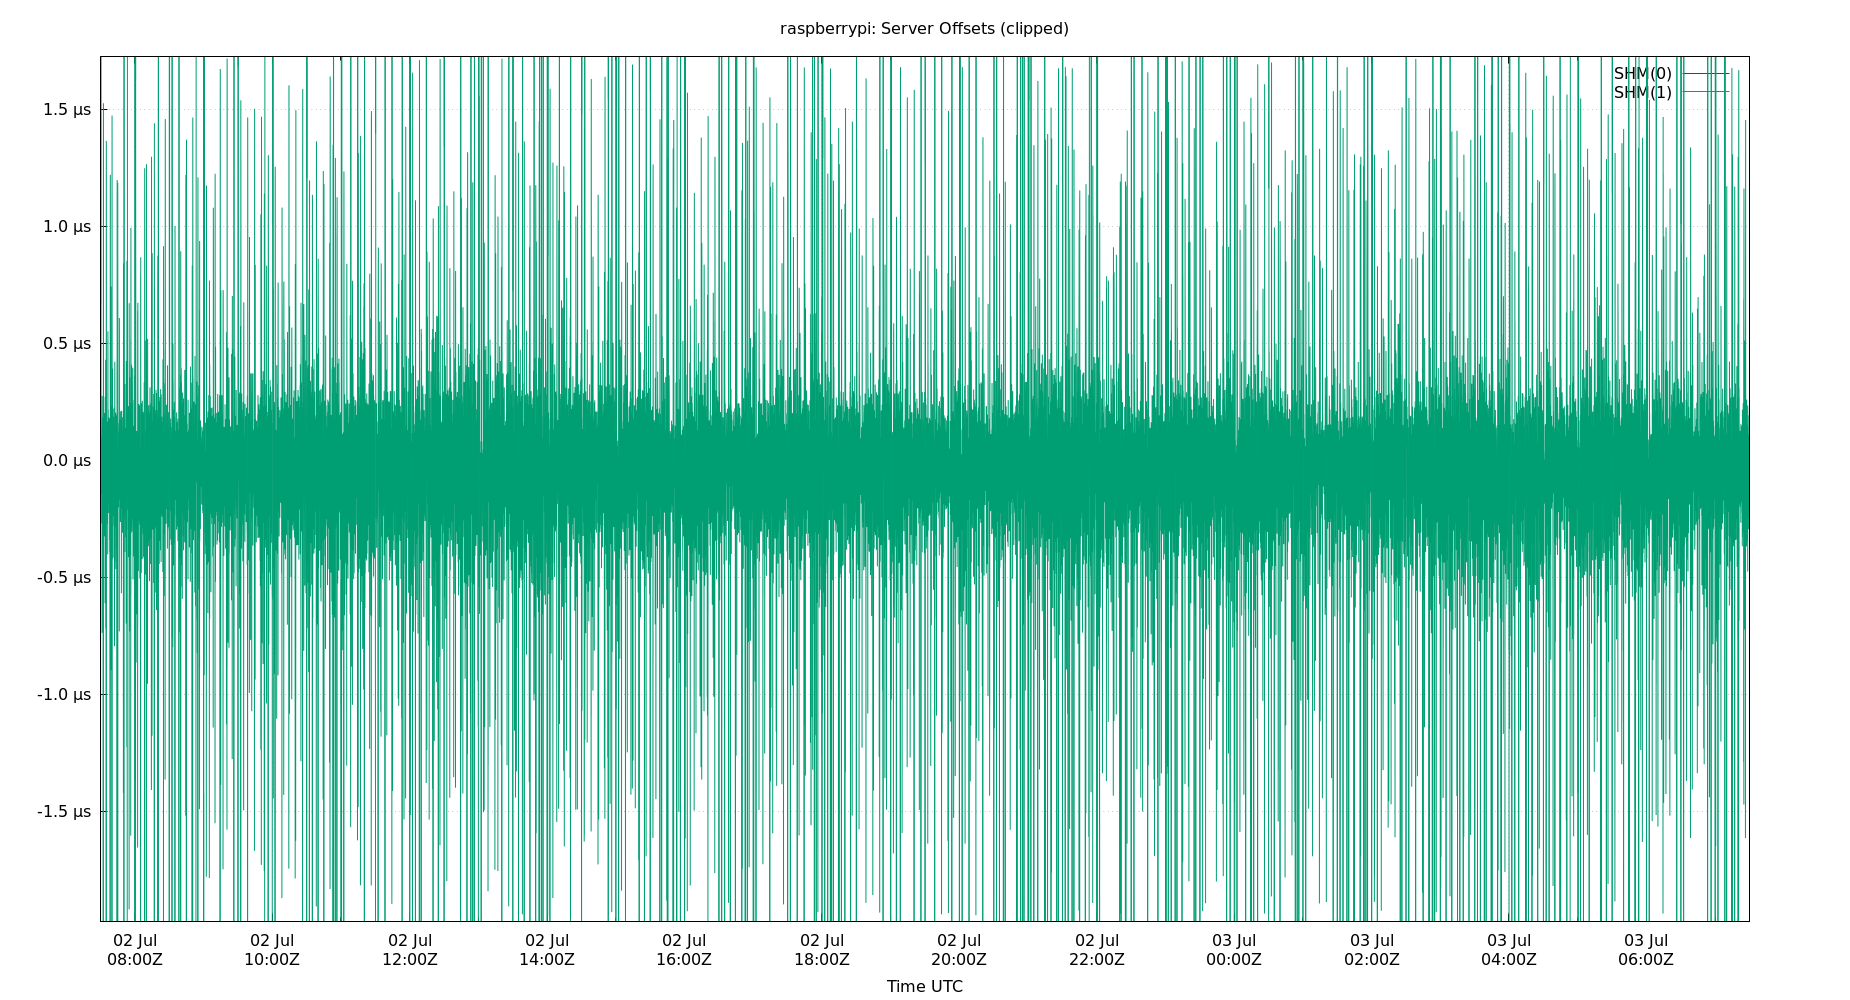 raspberrypi: Server Offsets (clipped)
SHM(0)
SHM(1)
1.5 µs
1.0 µs
0.5 µs
0.0 µs
-0.5 µs
-1.0 µs
-1.5 µs
02 Jul 02 Jul 02 Jul 02 Jul 02 Jul 02 Jul 02 Jul 02 Jul 03 Jul 03 Jul 03 Jul 03 Jul
08:00Z 10:00Z 12:00Z 14:00Z 16:00Z 18:00Z 20:00Z 22:00Z 00:00Z 02:00Z 04:00Z 06:00Z
Time UTC